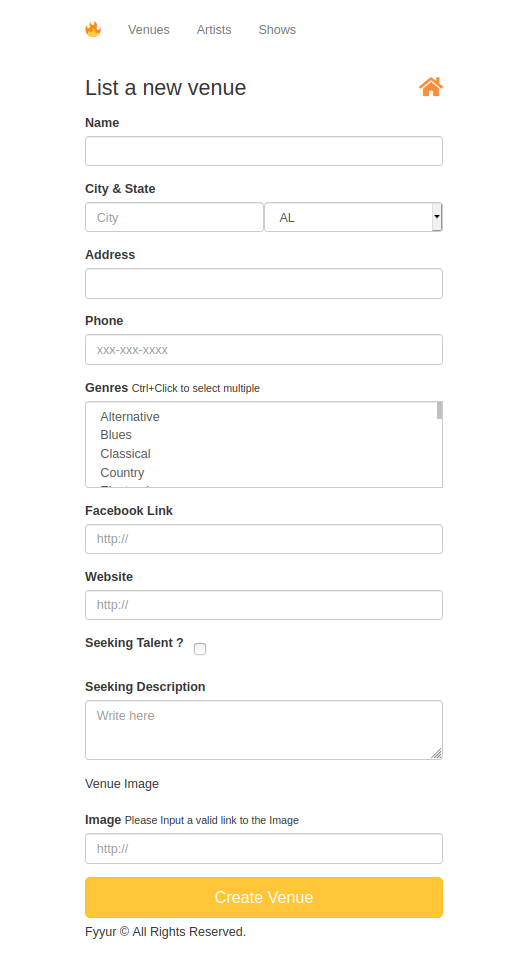 Venues Artists Shows
List a new venue
Name
City & State
City AL
Address
Phone
xxx-xxx-xxxx
Genres Ctrl+Click to select multiple
Alternative
Blues
Classical
Country
Facebook Link
http://
Website
http://
Seeking Talent ?
Seeking Description
Write here
Venue Image
Image Please Input a valid link to the Image
http://
Create Venue
Fyyur © All Rights Reserved.